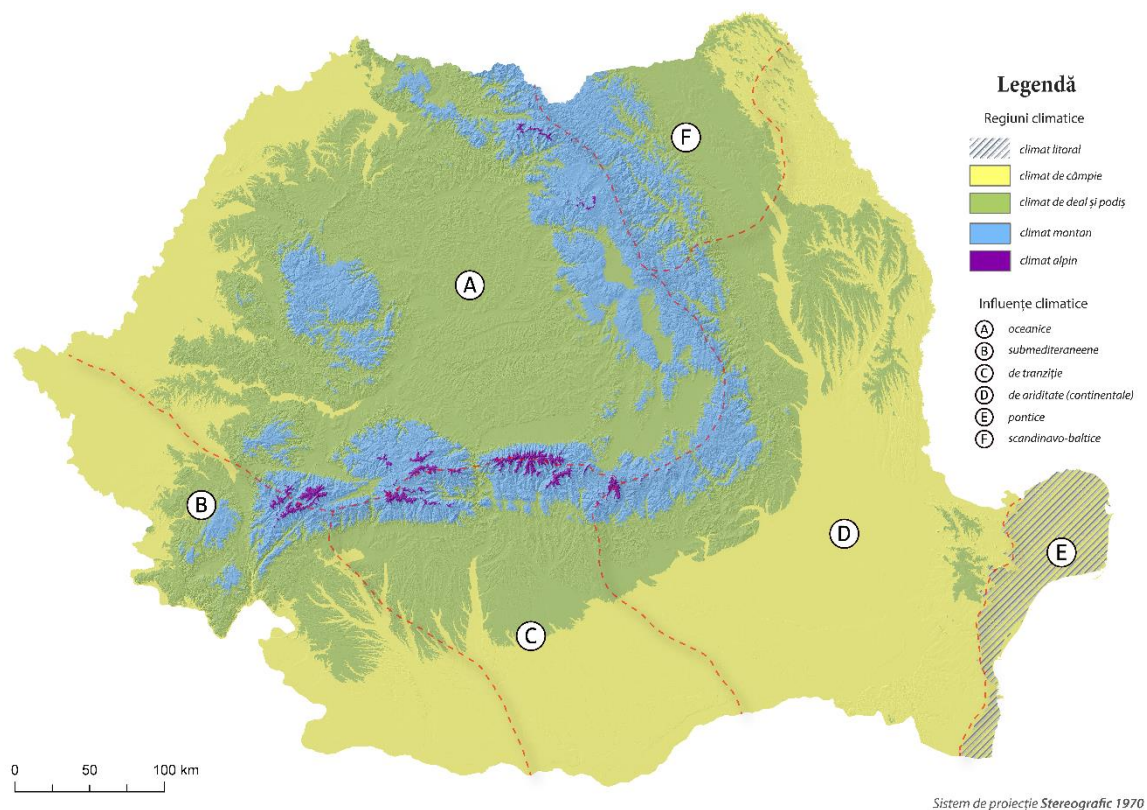 F
A
B
C
D
E
Legendă
Regiuni climatice
climat litoral
climat de câmpie
climat de deal și podiș
climat montan
climat alpin
Influențe climatice
A oceanice
B submediteraneene
C de tranziție
D de ariditate (continentale)
E pontice
F scandinavo-baltice
0 50 100 km
Sistem de proiecție Stereografic 1970